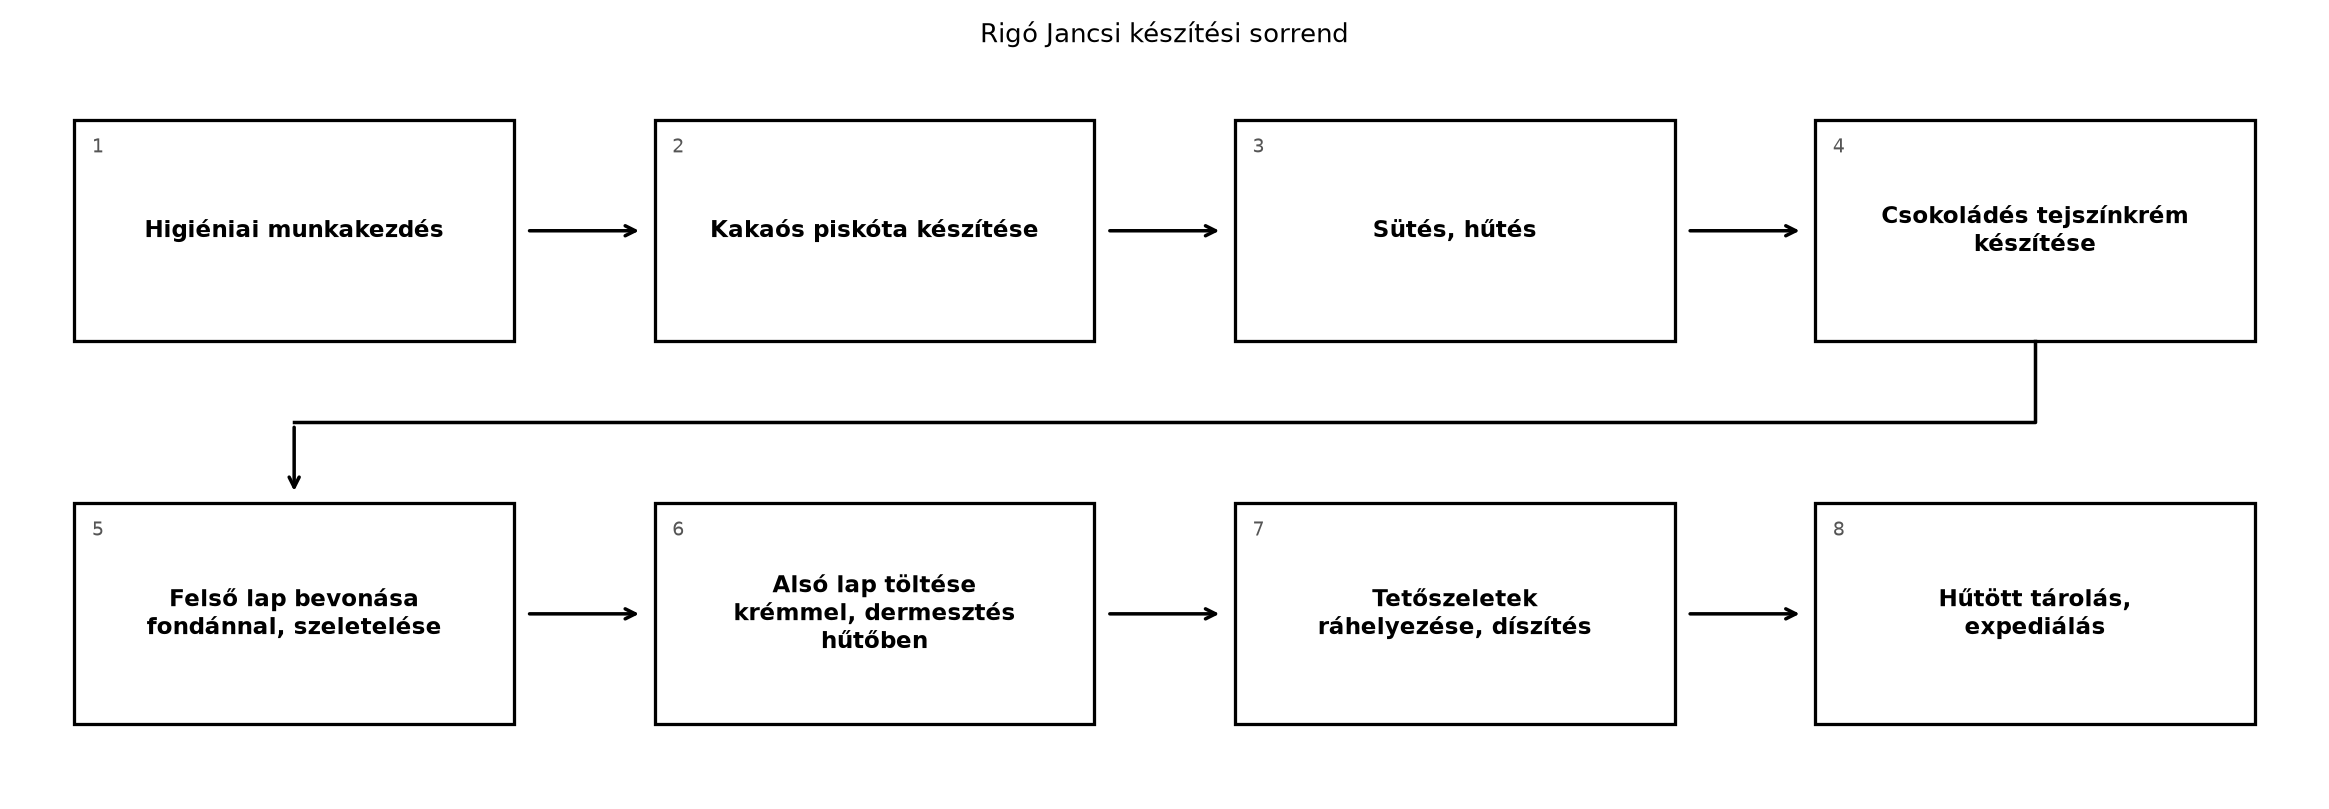 Rigó Jancsi készítési sorrend
1
Higiéniai munkakezdés
2
Kakaós piskóta készítése
3
Sütés, hűtés
4
Csokoládés tejszínkrém
készítése
5
Felső lap bevonása
fondánnal, szeletelése
6
Alsó lap töltése
krémmel, dermesztés
hűtőben
7
Tetőszeletek
ráhelyezése, díszítés
8
Hűtött tárolás,
expediálás